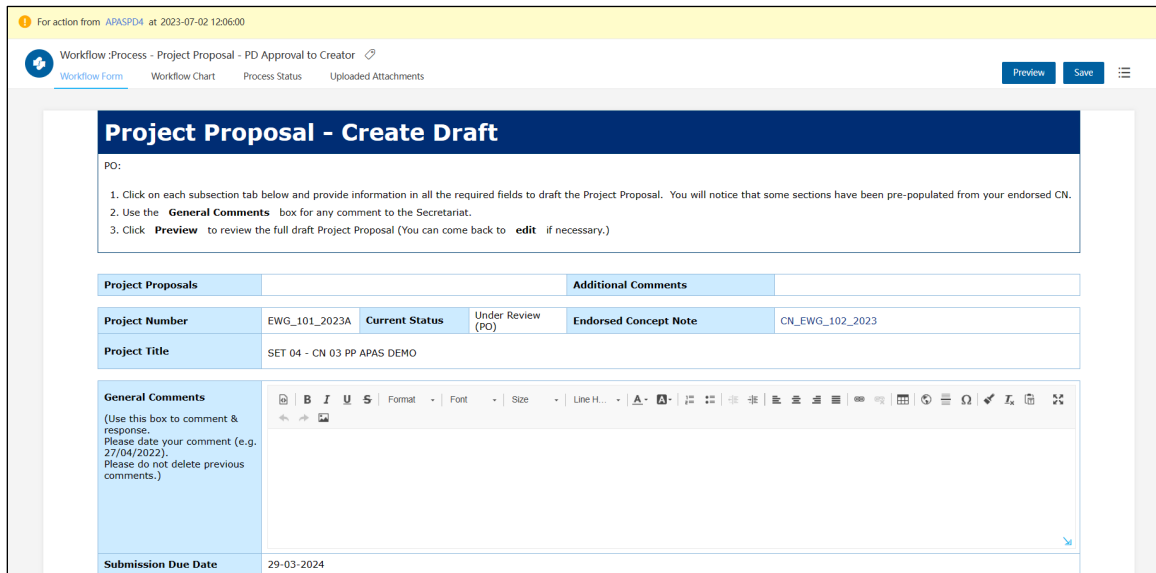 For action from APASPD4 at 2023-07-02 12:06:00
Workflow :Process - Project Proposal - PD Approval to Creator
Workflow Form Workflow Chart Process Status Uploaded Attachments
Preview Save
Project Proposal - Create Draft
PO:
1. Click on each subsection tab below and provide information in all the required fields to draft the Project Proposal. You will notice that some sections have been pre-populated from your endorsed CN.
2. Use the General Comments box for any comment to the Secretariat.
3. Click Preview to review the full draft Project Proposal (You can come back to edit if necessary.)
Project Proposals Additional Comments
Project Number EWG_101_2023A Current Status Under Review (PO) Endorsed Concept Note CN_EWG_102_2023
Project Title SET 04 - CN 03 PP APAS DEMO
General Comments
B I U S Format Font Size Line H... A A Ω Ix
(Use this box to comment &
response.
Please date your comment (e.g.
27/04/2022).
Please do not delete previous
comments.)
Submission Due Date 29-03-2024